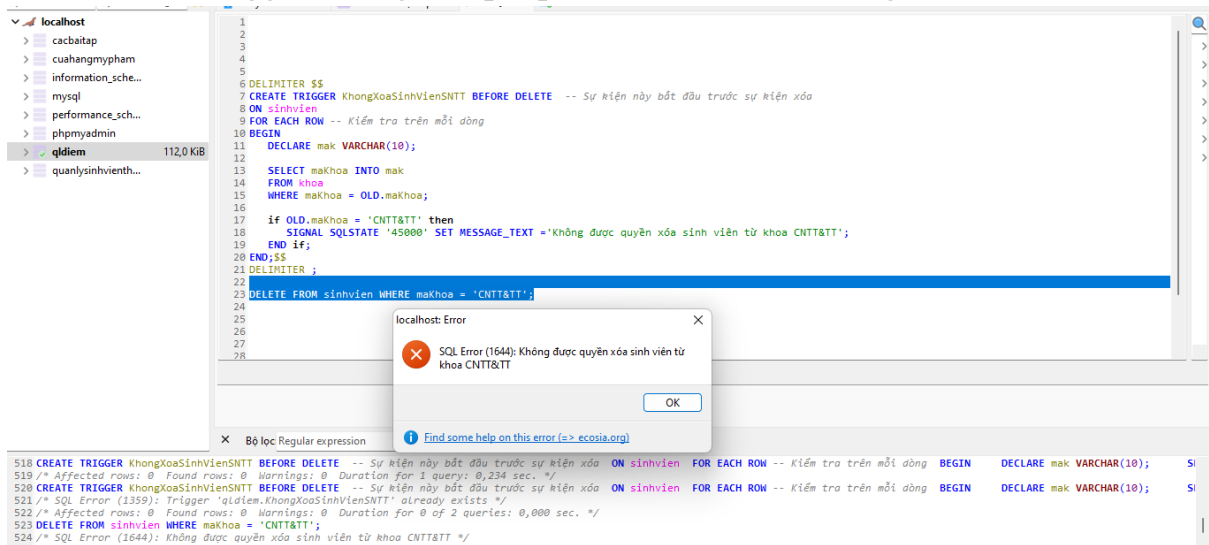 localhost
cacbaitap
cuahangmypham
information_sche...
mysql
performance_sch...
phpmyadmin
qldiem 112,0 KiB
quanlysinhvienth...
1
2
3
4
5
6 DELIMITER $$
7 CREATE TRIGGER KhongXoaSinhVienSNTT BEFORE DELETE -- Sự kiện này bắt đầu trước sự kiện xóa
8 ON sinhvien
9 FOR EACH ROW -- Kiểm tra trên mỗi dòng
10 BEGIN
11 DECLARE mak VARCHAR(10);
12
13 SELECT maKhoa INTO mak
14 FROM khoa
15 WHERE maKhoa = OLD.maKhoa;
16
17 if OLD.maKhoa = 'CNTT&TT' then
18 SIGNAL SQLSTATE '45000' SET MESSAGE_TEXT ='Không được quyền xóa sinh viên từ khoa CNTT&TT';
19 END if;
20 END;$$
21 DELIMITER ;
22
23 DELETE FROM sinhvien WHERE maKhoa = 'CNTT&TT';
24
25
26
27
28
localhost: Error
SQL Error (1644): Không được quyền xóa sinh viên từ
khoa CNTT&TT
OK
Find some help on this error (=> ecosia.org)
Bộ lọc: Regular expression
518 CREATE TRIGGER KhongXoaSinhVienSNTT BEFORE DELETE -- Sự kiện này bắt đầu trước sự kiện xóa ON sinhvien FOR EACH ROW -- Kiểm tra trên mỗi dòng BEGIN DECLARE mak VARCHAR(10);
519 /* Affected rows: 0 Found rows: 0 Warnings: 0 Duration for 1 query: 0,234 sec. */
520 CREATE TRIGGER KhongXoaSinhVienSNTT BEFORE DELETE -- Sự kiện này bắt đầu trước sự kiện xóa ON sinhvien FOR EACH ROW -- Kiểm tra trên mỗi dòng BEGIN DECLARE mak VARCHAR(10);
521 /* SQL Error (1359): Trigger 'qldiem.KhongXoaSinhVienSNTT' already exists */
522 /* Affected rows: 0 Found rows: 0 Warnings: 0 Duration for 0 of 2 queries: 0,000 sec. */
523 DELETE FROM sinhvien WHERE maKhoa = 'CNTT&TT';
524 /* SQL Error (1644): Không được quyền xóa sinh viên từ khoa CNTT&TT */